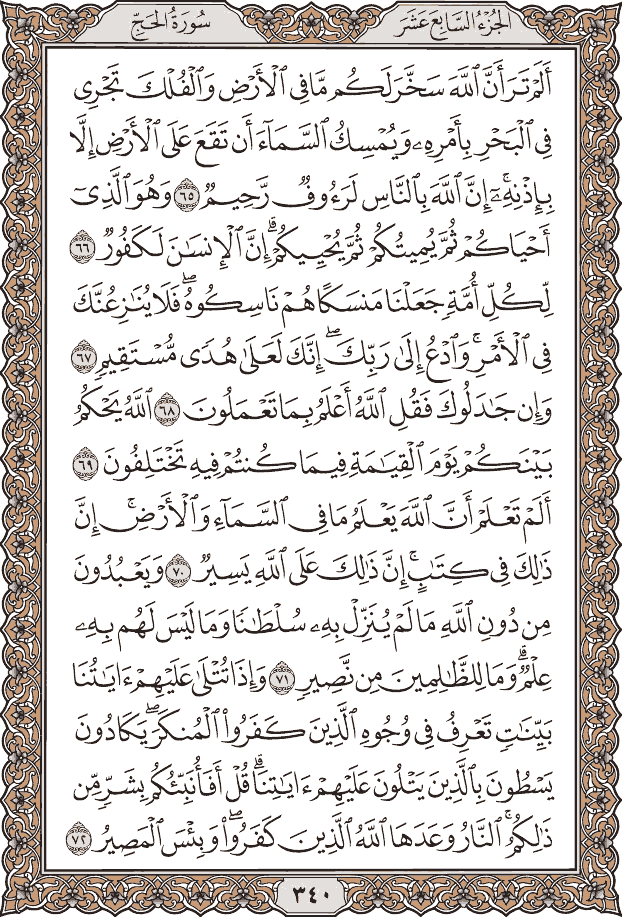 الجُزْءُ السَّابِعَ عَشَرَ
سُورَةُ الحَجِّ
أَلَمْ تَرَ أَنَّ ٱللَّهَ سَخَّرَ لَكُم مَّا فِى ٱلْأَرْضِ وَٱلْفُلْكَ تَجْرِى
فِى ٱلْبَحْرِ بِأَمْرِهِۦ وَيُمْسِكُ ٱلسَّمَآءَ أَن تَقَعَ عَلَى ٱلْأَرْضِ إِلَّا
بِإِذْنِهِۦٓ ۚ إِنَّ ٱللَّهَ بِٱلنَّاسِ لَرَءُوفٌ رَّحِيمٌ ٦٥ وَهُوَ ٱلَّذِىٓ
أَحْيَاكُمْ ثُمَّ يُمِيتُكُمْ ثُمَّ يُحْيِيكُمْ ۗ إِنَّ ٱلْإِنسَٰنَ لَكَفُورٌ ٦٦
لِّكُلِّ أُمَّةٍ جَعَلْنَا مَنسَكًا هُمْ نَاسِكُوهُ ۖ فَلَا يُنَٰزِعُنَّكَ
فِى ٱلْأَمْرِ ۚ وَٱدْعُ إِلَىٰ رَبِّكَ ۖ إِنَّكَ لَعَلَىٰ هُدًى مُّسْتَقِيمٍ ٦٧
وَإِن جَٰدَلُوكَ فَقُلِ ٱللَّهُ أَعْلَمُ بِمَا تَعْمَلُونَ ٦٨ ٱللَّهُ يَحْكُمُ
بَيْنَكُمْ يَوْمَ ٱلْقِيَٰمَةِ فِيمَا كُنتُمْ فِيهِ تَخْتَلِفُونَ ٦٩
أَلَمْ تَعْلَمْ أَنَّ ٱللَّهَ يَعْلَمُ مَا فِى ٱلسَّمَآءِ وَٱلْأَرْضِ ۗ إِنَّ
ذَٰلِكَ فِى كِتَٰبٍ ۚ إِنَّ ذَٰلِكَ عَلَى ٱللَّهِ يَسِيرٌ ٧٠ وَيَعْبُدُونَ
مِن دُونِ ٱللَّهِ مَا لَمْ يُنَزِّلْ بِهِۦ سُلْطَٰنًا وَمَا لَيْسَ لَهُم بِهِۦ
عِلْمٌ ۗ وَمَا لِلظَّٰلِمِينَ مِن نَّصِيرٍ ٧١ وَإِذَا تُتْلَىٰ عَلَيْهِمْ ءَايَٰتُنَا
بَيِّنَٰتٍ تَعْرِفُ فِى وُجُوهِ ٱلَّذِينَ كَفَرُوا۟ ٱلْمُنكَرَ ۖ يَكَادُونَ
يَسْطُونَ بِٱلَّذِينَ يَتْلُونَ عَلَيْهِمْ ءَايَٰتِنَا ۗ قُلْ أَفَأُنَبِّئُكُم بِشَرٍّ مِّن
ذَٰلِكُمُ ۗ ٱلنَّارُ وَعَدَهَا ٱللَّهُ ٱلَّذِينَ كَفَرُوا۟ ۖ وَبِئْسَ ٱلْمَصِيرُ ٧٢
٣٤٠